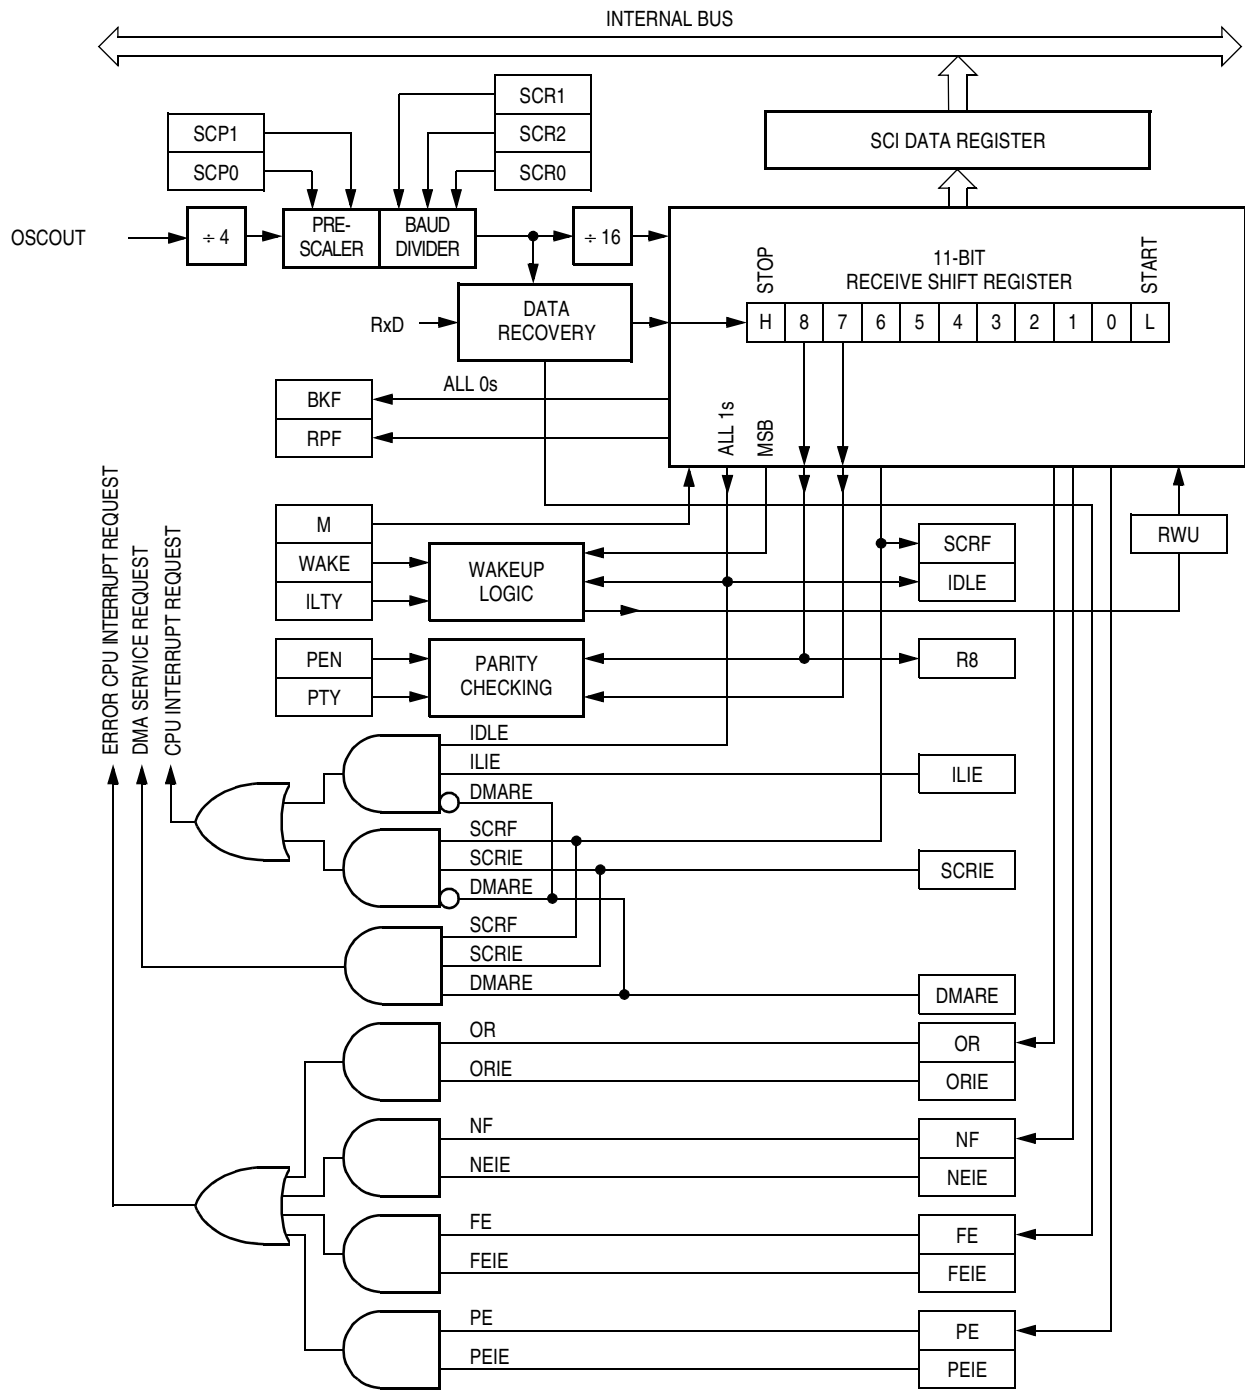 INTERNAL BUS
SCR1
SCP1
SCR2
SCI DATA REGISTER
SCP0
SCR0
OSCOUT
÷ 4
PRE-
SCALER
BAUD
DIVIDER
÷ 16
STOP
11-BIT
RECEIVE SHIFT REGISTER
START
RxD
DATA
RECOVERY
H 8 7 6 5 4 3 2 1 0 L
ALL 0s
BKF
RPF
ALL 1s
MSB
M
WAKE
ILTY
WAKEUP
LOGIC
SCRF
IDLE
RWU
PEN
PTY
PARITY
CHECKING
R8
ERROR CPU INTERRUPT REQUEST
DMA SERVICE REQUEST
CPU INTERRUPT REQUEST
IDLE
ILIE
ILIE
DMARE
SCRF
SCRIE
SCRIE
DMARE
SCRF
SCRIE
DMARE
DMARE
OR
OR
ORIE
ORIE
NF
NF
NEIE
NEIE
FE
FE
FEIE
FEIE
PE
PE
PEIE
PEIE